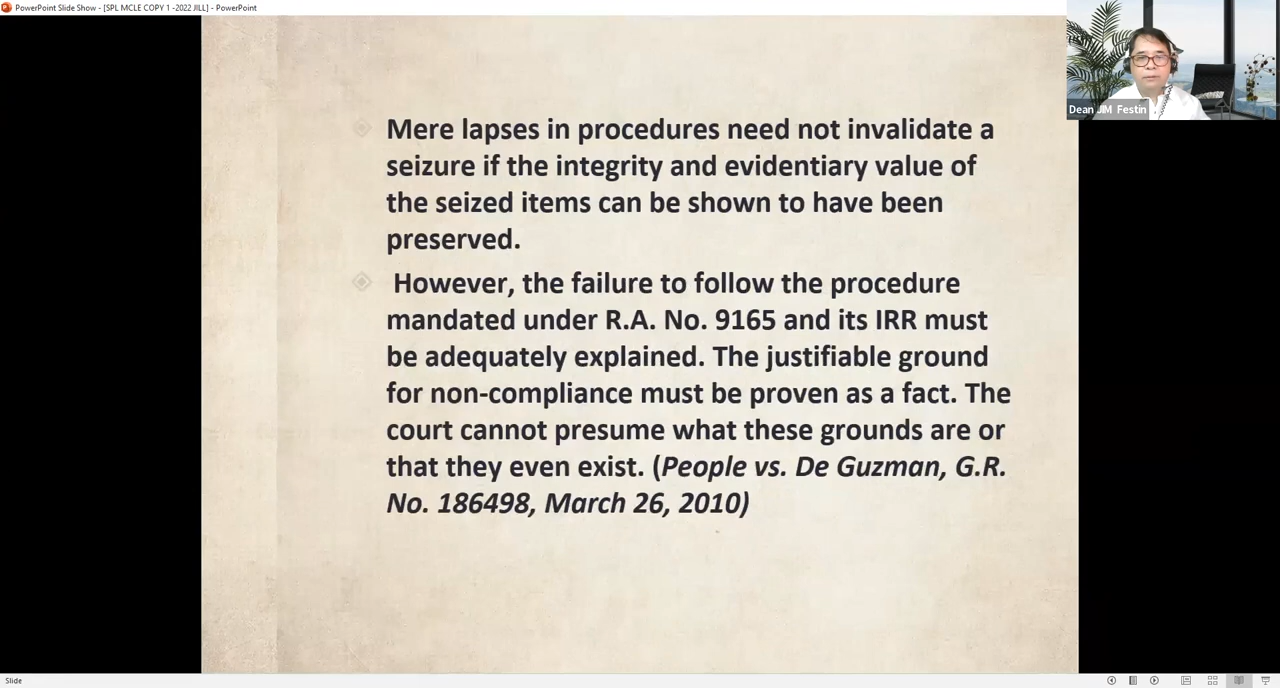 PowerPoint Slide Show - [SPL MCLE COPY 1 -2022 JILL] - PowerPoint
Dean JIM Festin
Mere lapses in procedures need not invalidate a
seizure if the integrity and evidentiary value of
the seized items can be shown to have been
preserved.
However, the failure to follow the procedure
mandated under R.A. No. 9165 and its IRR must
be adequately explained. The justifiable ground
for non-compliance must be proven as a fact. The
court cannot presume what these grounds are or
that they even exist. (People vs. De Guzman, G.R.
No. 186498, March 26, 2010)
Slide